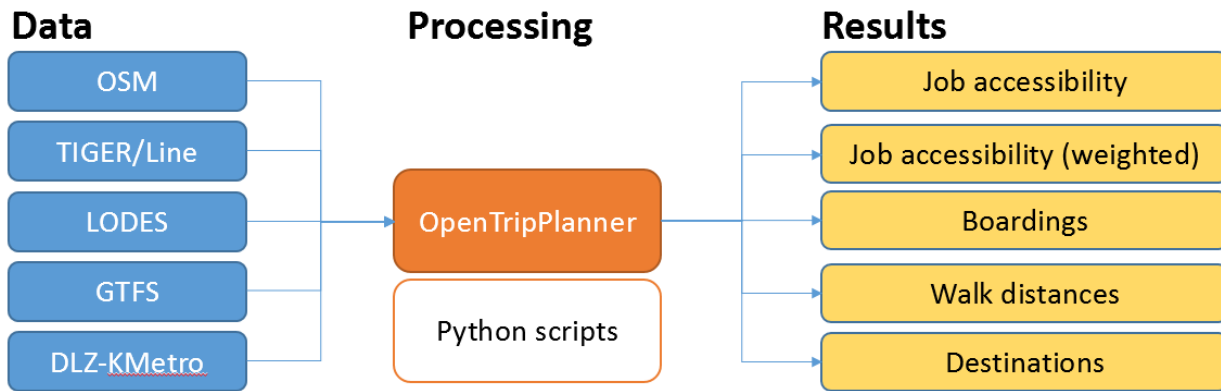 Data
OSM
TIGER/Line
LODES
GTFS
DLZ-KMetro
Processing
OpenTripPlanner
Python scripts
Results
Job accessibility
Job accessibility (weighted)
Boardings
Walk distances
Destinations